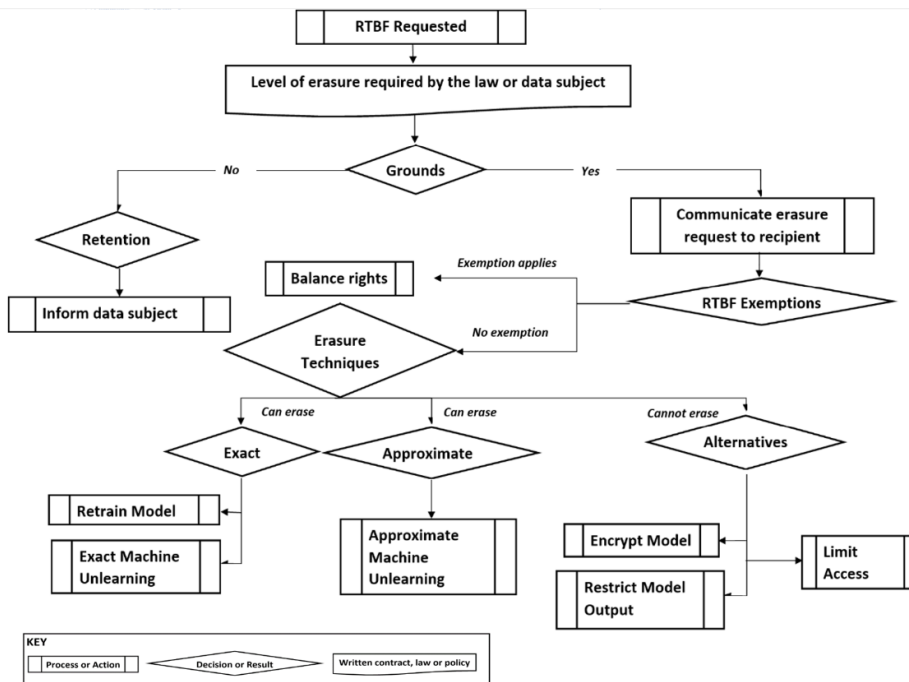 RTBF Requested
Level of erasure required by the law or data subject
Grounds
No
Yes
Retention
Communicate erasure
request to recipient
Inform data subject
Exemption applies
Balance rights
RTBF Exemptions
No exemption
Erasure
Techniques
Can erase
Can erase
Cannot erase
Exact
Approximate
Alternatives
Retrain Model
Exact Machine
Unlearning
Approximate
Machine
Unlearning
Encrypt Model
Restrict Model
Output
Limit
Access
KEY
Process or Action
Decision or Result
Written contract, law or policy